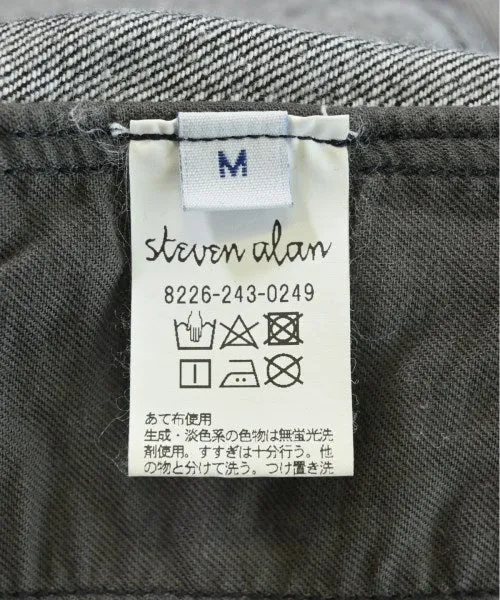 M
steven alan
8226-243-0249
あて布使用
生成・淡色系の色物は無蛍光洗
剤使用。すすぎは十分行う。他
の物と分けて洗う。つけ置き洗